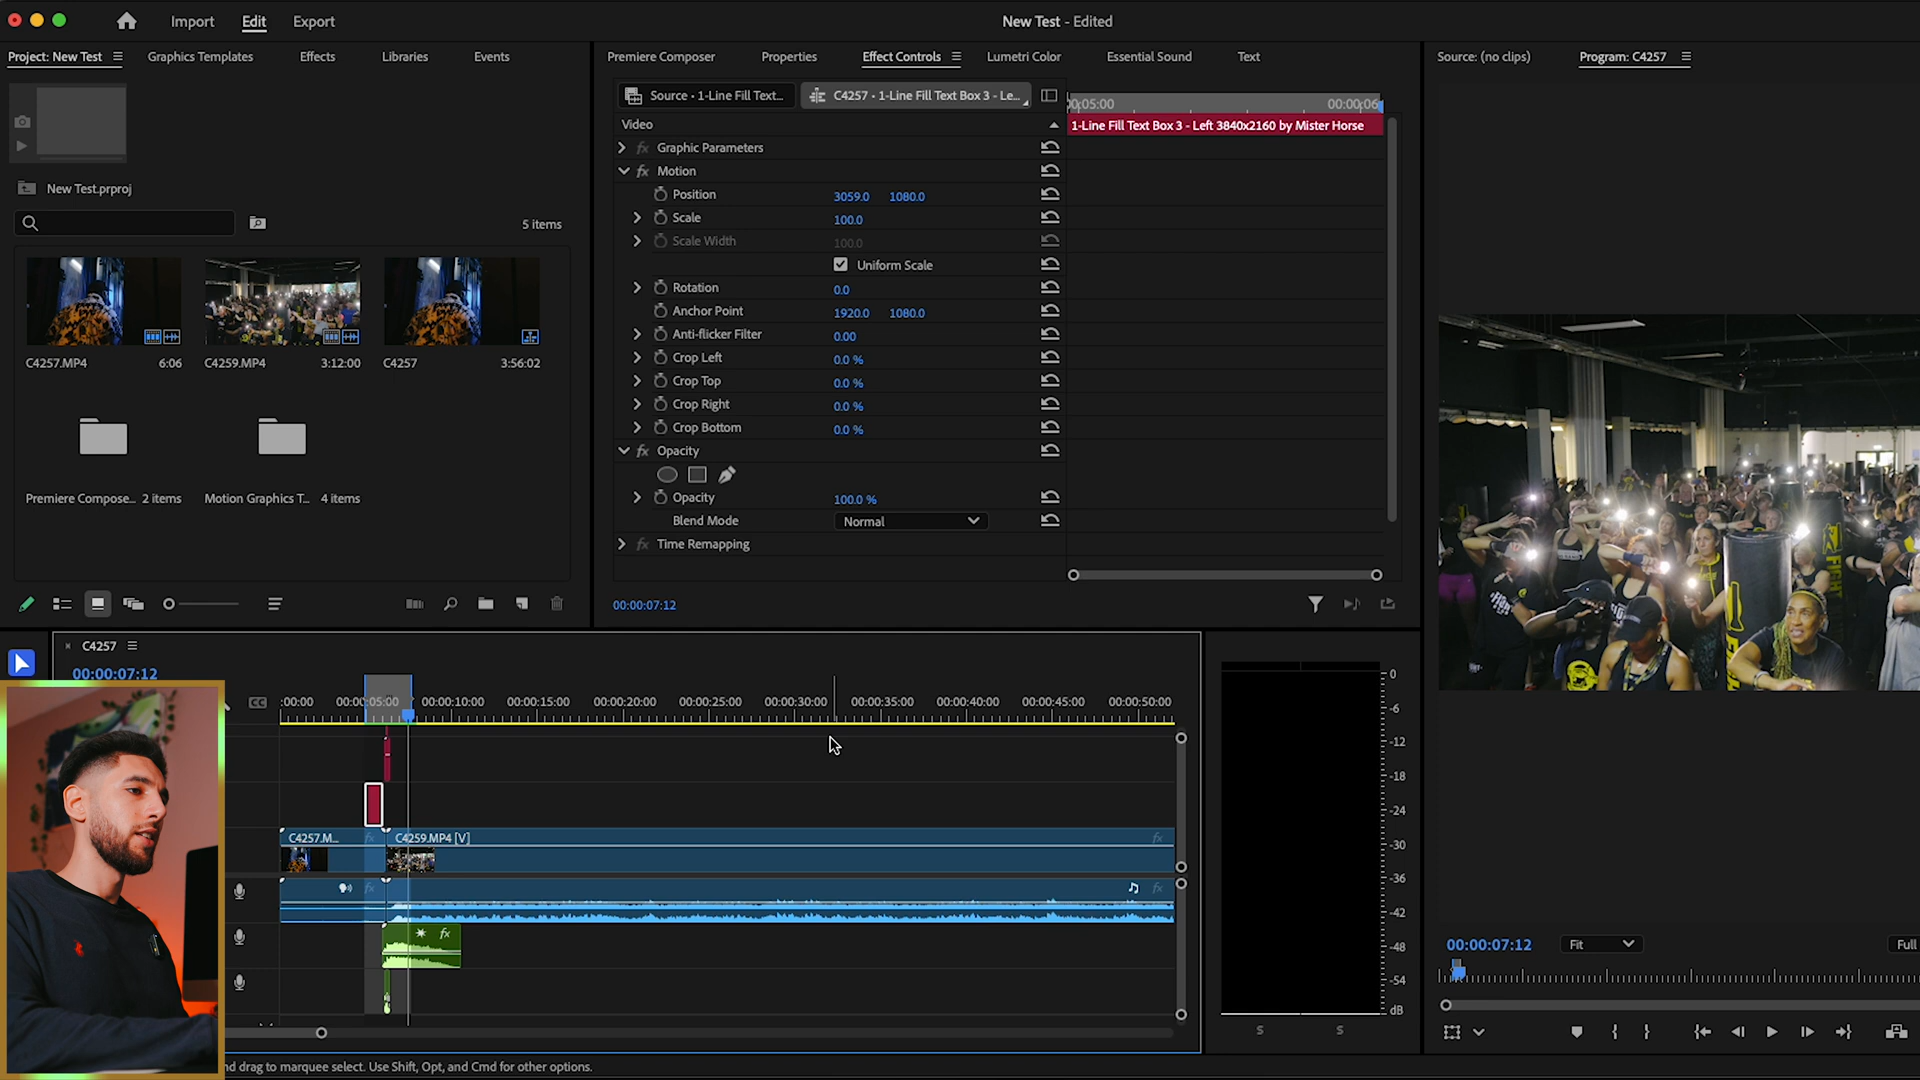 Import Edit Export New Test - Edited
Project: New Test Graphics Templates Effects Libraries Events
Premiere Composer Properties Effect Controls Lumetri Color Essential Sound Text
Source: (no clips) Program: C4257
Source • 1-Line Fill Text... C4257 • 1-Line Fill Text Box 3 - Le...
00:05:00 00:00:06
Video
1-Line Fill Text Box 3 - Left 3840x2160 by Mister Horse
fx Graphic Parameters
fx Motion
Position 3059.0 1080.0
Scale 100.0
Scale Width 100.0
Uniform Scale
Rotation 0.0
Anchor Point 1920.0 1080.0
Anti-flicker Filter 0.00
Crop Left 0.0 %
Crop Top 0.0 %
Crop Right 0.0 %
Crop Bottom 0.0 %
fx Opacity
Opacity 100.0 %
Blend Mode Normal
fx Time Remapping
00:00:07:12
New Test.prproj
5 items
C4257.MP4 6:06
C4259.MP4 3:12:00
C4257 3:56:02
Premiere Compose... 2 items
Motion Graphics T... 4 items
C4257
00:00:07:12
CC
:00:00 00:00:05:00 00:00:10:00 00:00:15:00 00:00:20:00 00:00:25:00 00:00:30:00 00:00:35:00 00:00:40:00 00:00:45:00 00:00:50:00
C4257.M... fx C4259.MP4 [V] fx
fx fx
fx
0
-6
-12
-18
-24
-30
-36
-42
-48
-54
dB
S S
FIGHT
00:00:07:12 Fit Full
nd drag to marquee select. Use Shift, Opt, and Cmd for other options.